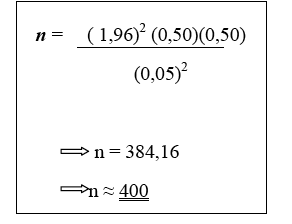 n = ( 1,96)² (0,50)(0,50)
(0,05)²
⟹ n = 384,16
⟹n ≈ 400